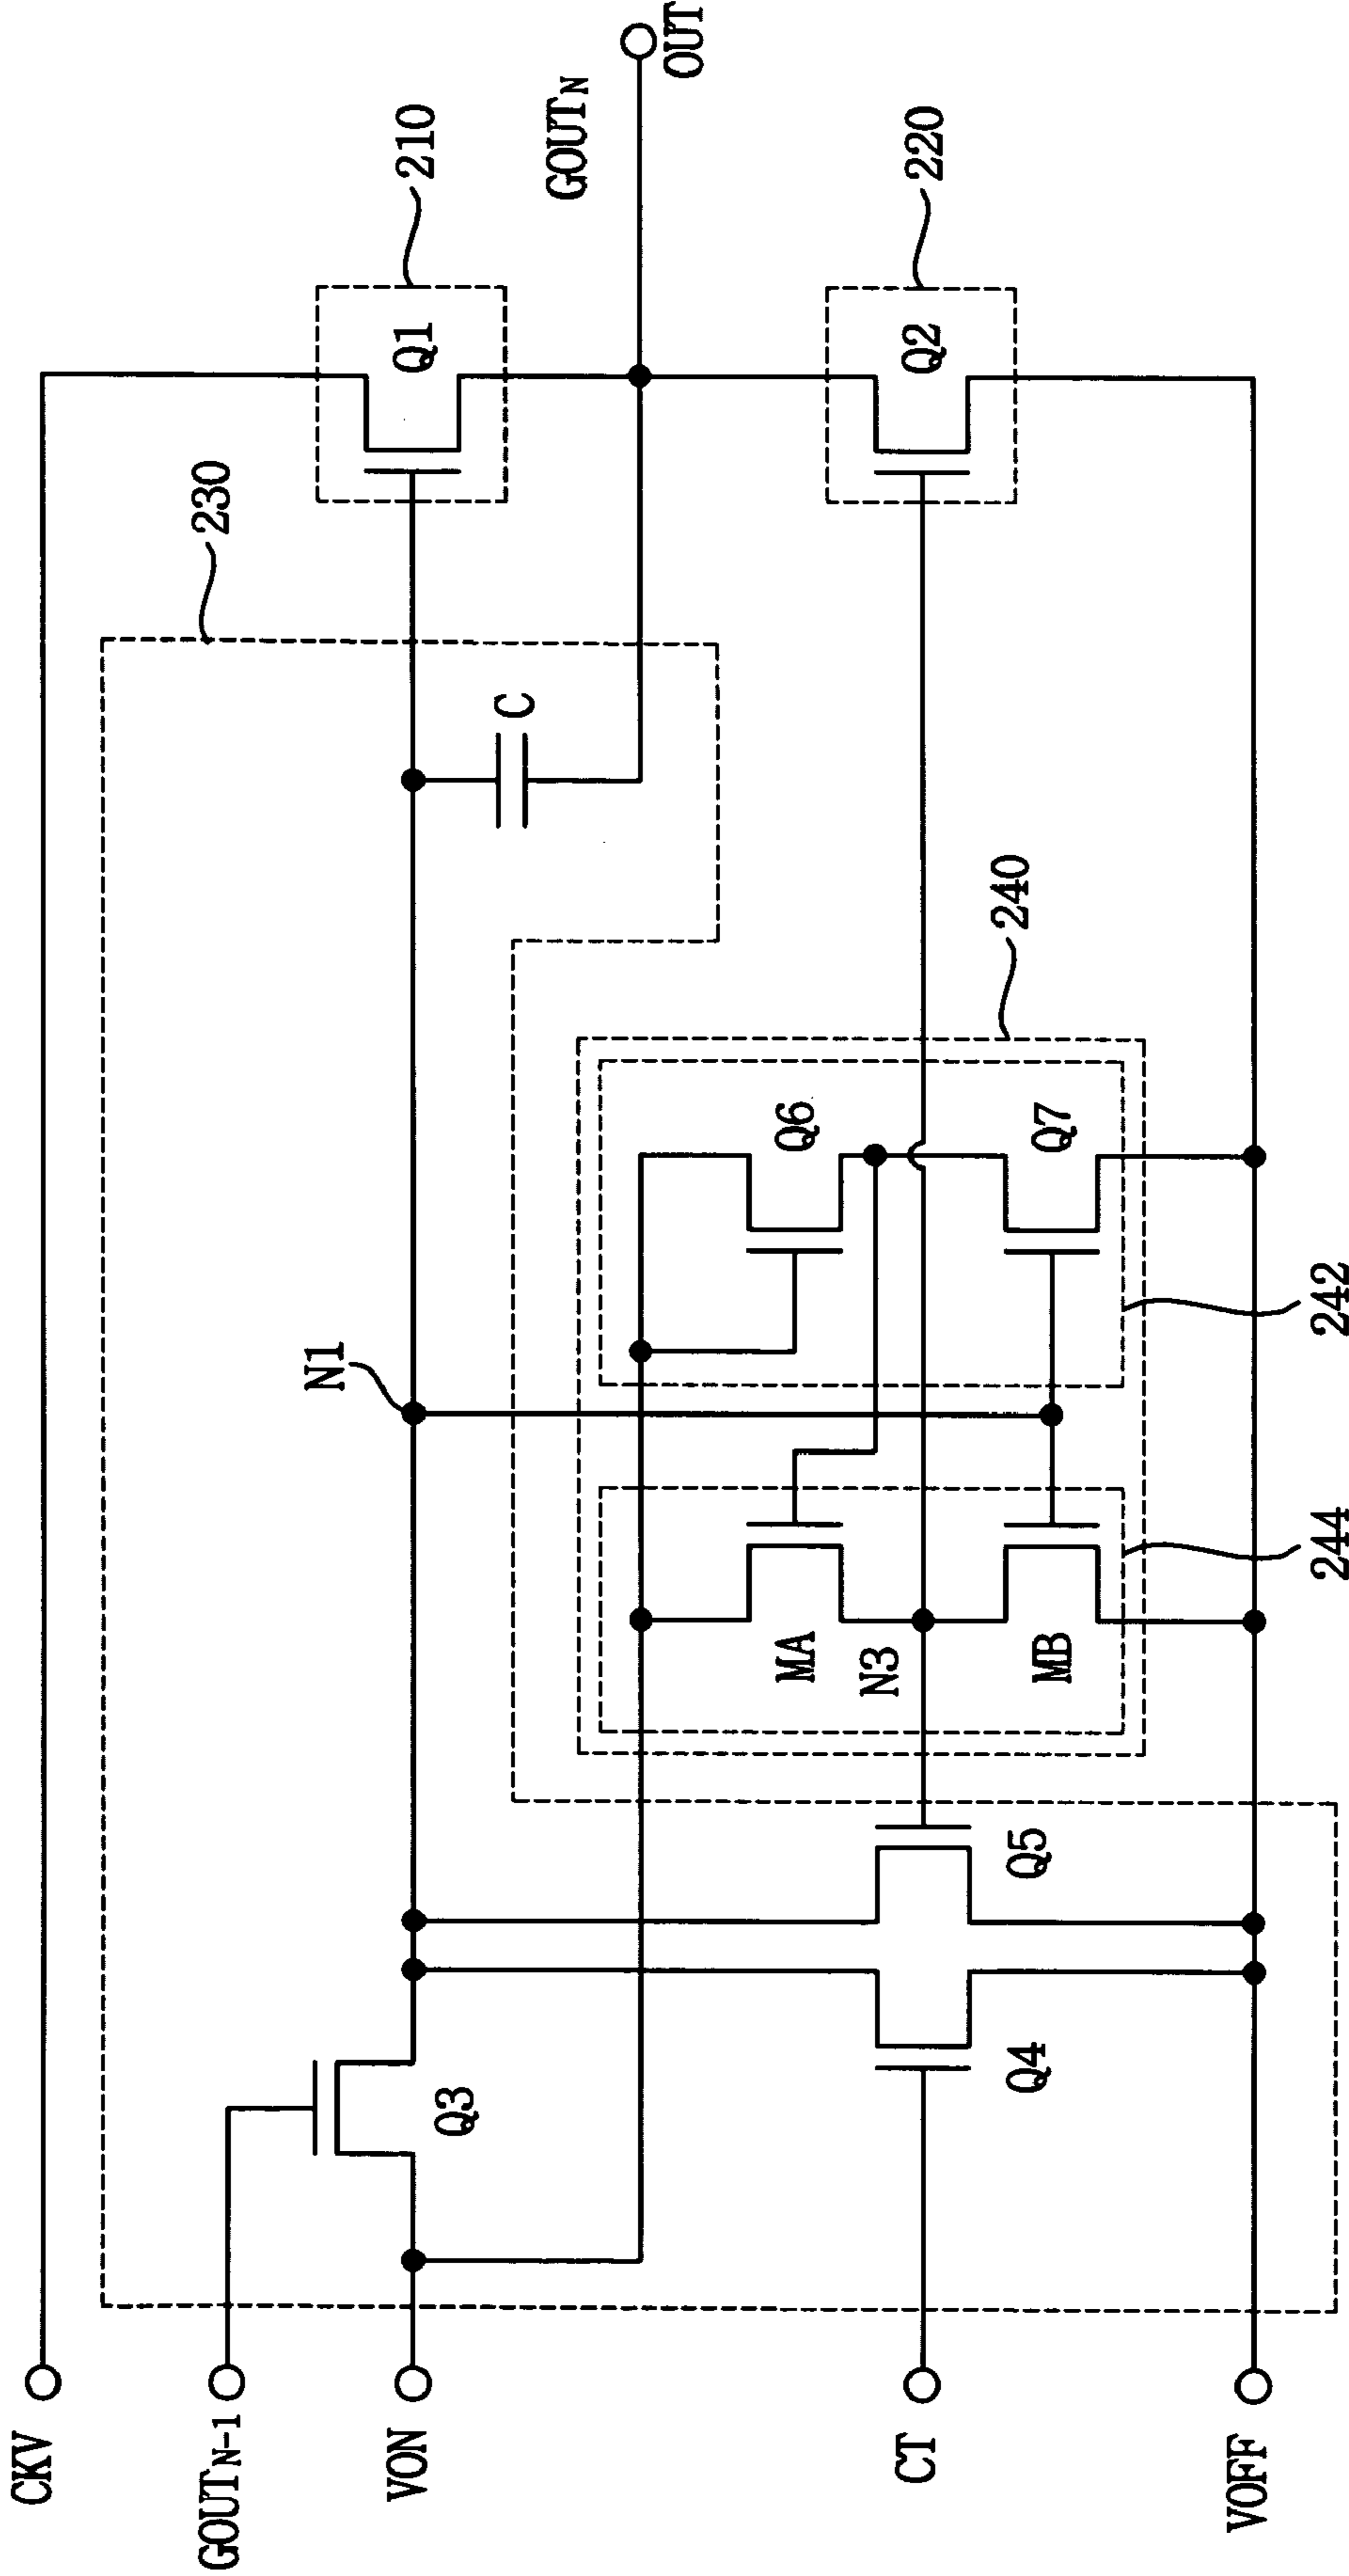 CKV
GOUTN-1
VON
CT
VOFF
230
Q3
Q4
Q5
N1
C
MA
N3
MB
244
240
Q6
Q7
242
Q1
210
Q2
220
GOUTN
OUT